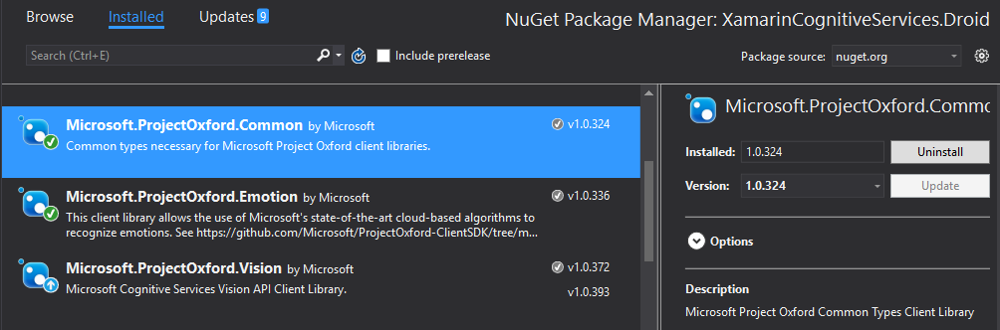 Browse Installed Updates 9 NuGet Package Manager: XamarinCognitiveServices.Droid
Search (Ctrl+E) Include prerelease Package source: nuget.org
Microsoft.ProjectOxford.Common by Microsoft v1.0.324
Common types necessary for Microsoft Project Oxford client libraries.
Microsoft.ProjectOxford.Emotion by Microsoft v1.0.336
This client library allows the use of Microsoft's state-of-the-art cloud-based algorithms to
recognize emotions. See https://github.com/Microsoft/ProjectOxford-ClientSDK/tree/m...
Microsoft.ProjectOxford.Vision by Microsoft v1.0.372
Microsoft Cognitive Services Vision API Client Library. v1.0.393
Microsoft.ProjectOxford.Commo
Installed: 1.0.324 Uninstall
Version: 1.0.324 Update
Options
Description
Microsoft Project Oxford Common Types Client Library